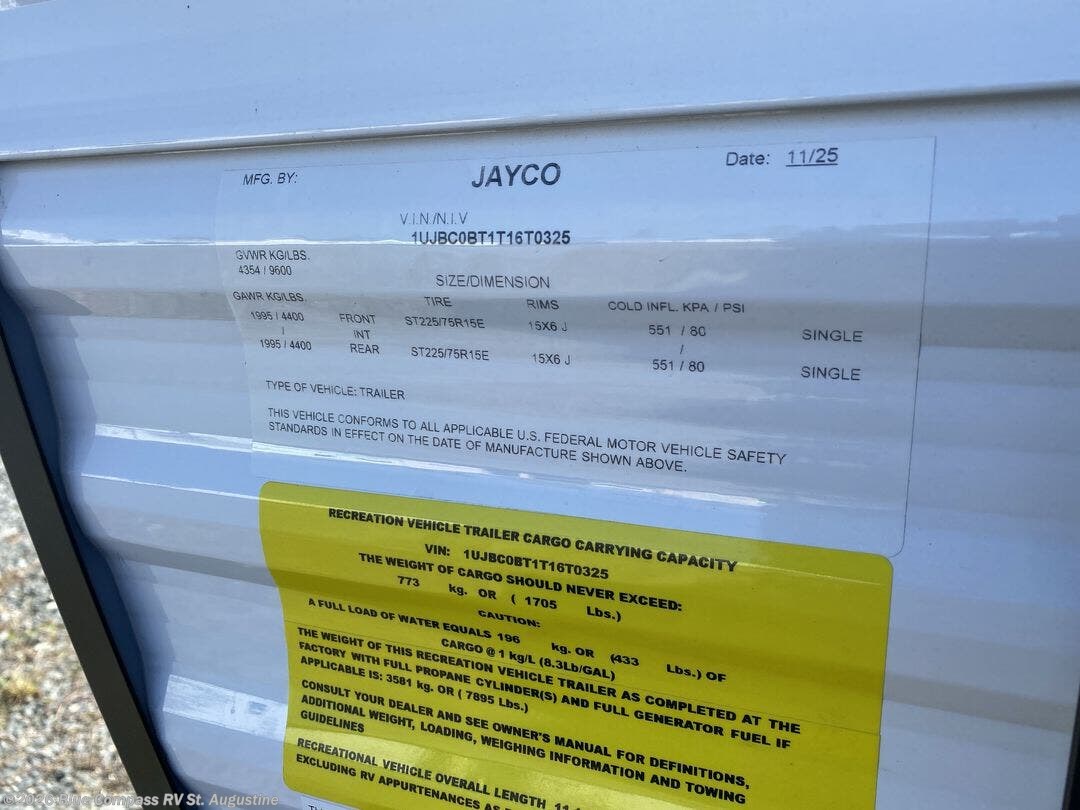 MFG. BY: JAYCO Date: 11/25
V.I.N./N.I.V
1UJBC0BT1T16T0325
GVWR KG/LBS.
4354 / 9600
SIZE/DIMENSION
GAWR KG/LBS. TIRE RIMS COLD INFL. KPA / PSI
1995 / 4400 FRONT ST225/75R15E 15X6 J 551 / 80 SINGLE
/ INT /
1995 / 4400 REAR ST225/75R15E 15X6 J 551 / 80 SINGLE
TYPE OF VEHICLE: TRAILER
THIS VEHICLE CONFORMS TO ALL APPLICABLE U.S. FEDERAL MOTOR VEHICLE SAFETY
STANDARDS IN EFFECT ON THE DATE OF MANUFACTURE SHOWN ABOVE.
RECREATION VEHICLE TRAILER CARGO CARRYING CAPACITY
VIN: 1UJBC0BT1T16T0325
THE WEIGHT OF CARGO SHOULD NEVER EXCEED:
773 kg. OR ( 1705 Lbs.)
CAUTION:
A FULL LOAD OF WATER EQUALS 196 kg. OR (433 Lbs.) OF
CARGO @ 1 kg/L (8.3Lb/GAL)
THE WEIGHT OF THIS RECREATION VEHICLE TRAILER AS COMPLETED AT THE
FACTORY WITH FULL PROPANE CYLINDER(S) AND FULL GENERATOR FUEL IF
APPLICABLE IS: 3581 kg. OR ( 7895 Lbs.)
CONSULT YOUR DEALER AND SEE OWNER'S MANUAL FOR DEFINITIONS,
ADDITIONAL WEIGHT, LOADING, WEIGHING INFORMATION AND TOWING
GUIDELINES
RECREATIONAL VEHICLE OVERALL LENGTH 11
EXCLUDING RV APPURTENANCES AS
©2026 Blue Compass RV St. Augustine